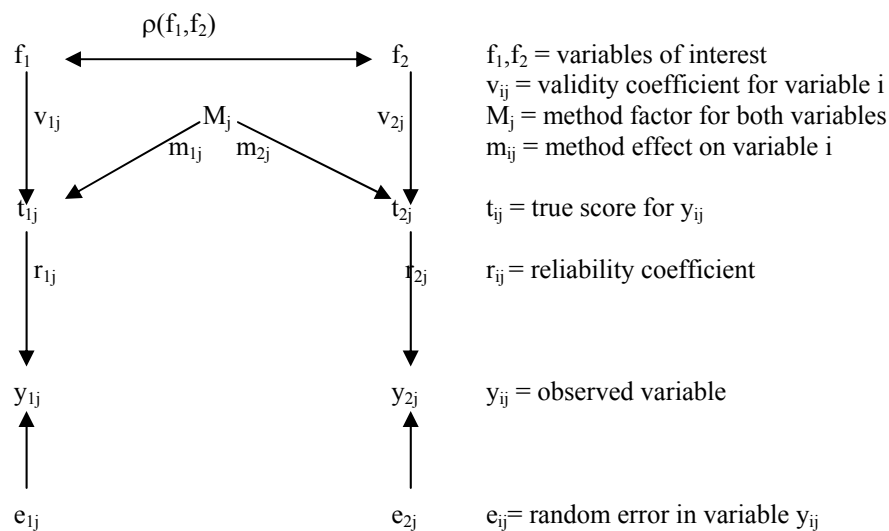 ρ(f₁,f₂)
f₁ f₂ f₁,f₂ = variables of interest
vᵢⱼ = validity coefficient for variable i
v₁ⱼ Mⱼ v₂ⱼ Mⱼ = method factor for both variables
m₁ⱼ m₂ⱼ mᵢⱼ = method effect on variable i
t₁ⱼ t₂ⱼ tᵢⱼ = true score for yᵢⱼ
r₁ⱼ r₂ⱼ rᵢⱼ = reliability coefficient
y₁ⱼ y₂ⱼ yᵢⱼ = observed variable
e₁ⱼ e₂ⱼ eᵢⱼ= random error in variable yᵢⱼ